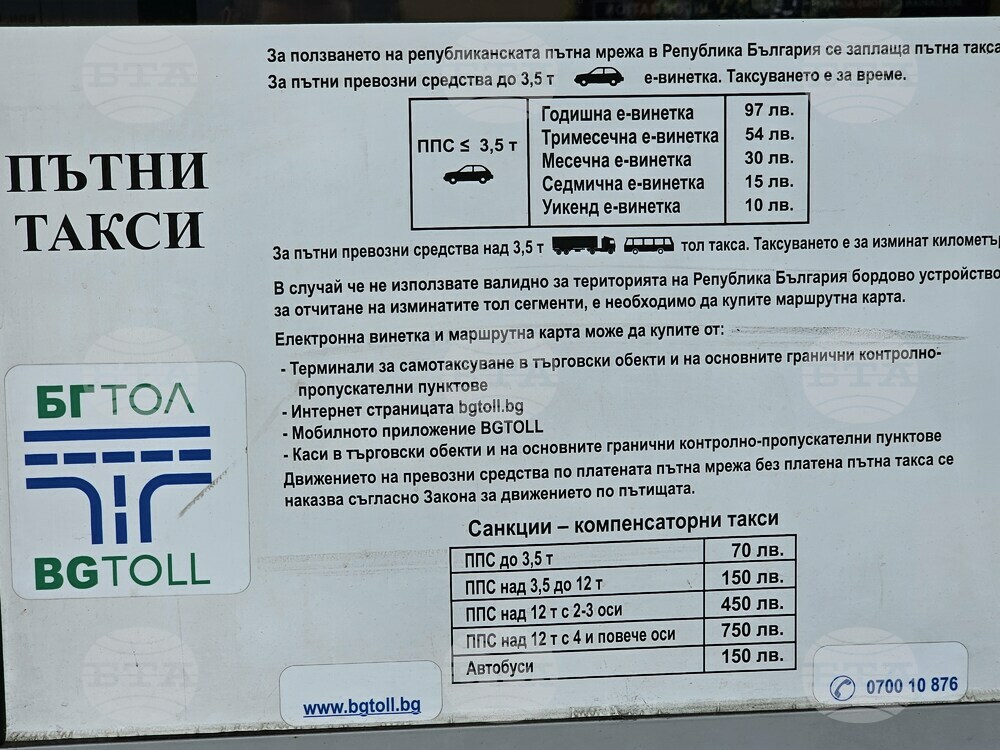 За ползването на републиканската пътна мрежа в Република България се заплаща пътна такса
За пътни превозни средства до 3,5 т е-винетка. Таксуването е за време.
ПЪТНИ
ТАКСИ
ППС ≤ 3,5 т
Годишна е-винетка 97 лв.
Тримесечна е-винетка 54 лв.
Месечна е-винетка 30 лв.
Седмична е-винетка 15 лв.
Уикенд е-винетка 10 лв.
За пътни превозни средства над 3,5 т тол такса. Таксуването е за изминат километър
В случай че не използвате валидно за територията на Република България бордово устройство
за отчитане на изминатите тол сегменти, е необходимо да купите маршрутна карта.
Електронна винетка и маршрутна карта може да купите от:
- Терминали за самотаксуване в търговски обекти и на основните гранични контролно-
пропускателни пунктове
- Интернет страницата bgtoll.bg
- Мобилното приложение BGTOLL
- Каси в търговски обекти и на основните гранични контролно-пропускателни пунктове
Движението на превозни средства по платената пътна мрежа без платена пътна такса се
наказва съгласно Закона за движението по пътищата.
БГТОЛ
BGTOLL
Санкции – компенсаторни такси
ППС до 3,5 т 70 лв.
ППС над 3,5 до 12 т 150 лв.
ППС над 12 т с 2-3 оси 450 лв.
ППС над 12 т с 4 и повече оси 750 лв.
Автобуси 150 лв.
www.bgtoll.bg
0700 10 876
БТА
БТА
БТА
БТА
БТА
БТА